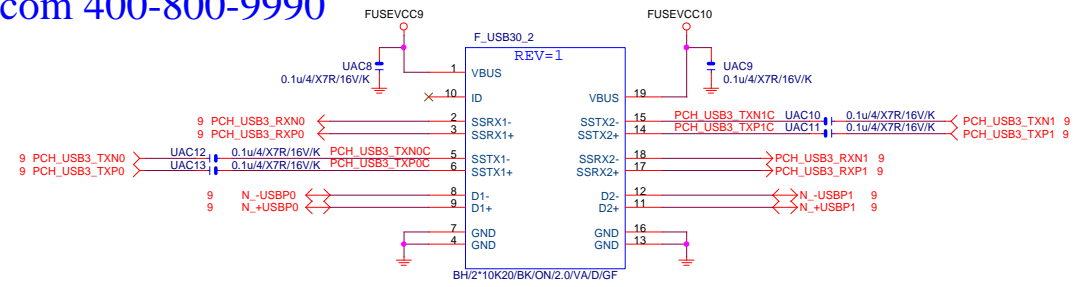 com 400-800-9990
FUSEVCC9
FUSEVCC10
F_USB30_2
REV=1
UAC8
0.1u/4/X7R/16V/K
UAC9
0.1u/4/X7R/16V/K
1 VBUS
10 ID
VBUS 19
9 PCH_USB3_RXN0 2 SSRX1-
9 PCH_USB3_RXP0 3 SSRX1+
SSTX2- 15 PCH_USB3_TXN1C UAC10 0.1u/4/X7R/16V/K PCH_USB3_TXN1 9
SSTX2+ 14 PCH_USB3_TXP1C UAC11 0.1u/4/X7R/16V/K PCH_USB3_TXP1 9
9 PCH_USB3_TXN0 UAC12 0.1u/4/X7R/16V/K PCH_USB3_TXN0C 5 SSTX1-
9 PCH_USB3_TXP0 UAC13 0.1u/4/X7R/16V/K PCH_USB3_TXP0C 6 SSTX1+
SSRX2- 18 PCH_USB3_RXN1 9
SSRX2+ 17 PCH_USB3_RXP1 9
9 N_-USBP0 8 D1-
9 N_+USBP0 9 D1+
D2- 12 N_-USBP1 9
D2+ 11 N_+USBP1 9
7 GND
4 GND
GND 16
GND 13
BH/2*10K20/BK/ON/2.0/VA/D/GF